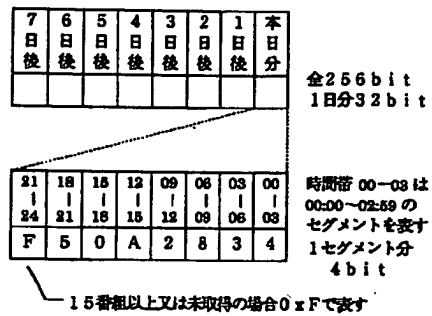 7日後 6日後 5日後 4日後 3日後 2日後 1日後 本日分
全256bit
1日分32bit
21|24 18|21 15|18 12|15 09|12 06|09 03|06 00|03
F 5 0 A 2 8 3 4
時間帯 00-03 は
00:00~02:59 の
セグメントを表す
1セグメント分
4bit
15番組以上又は未取得の場合0xFで表す